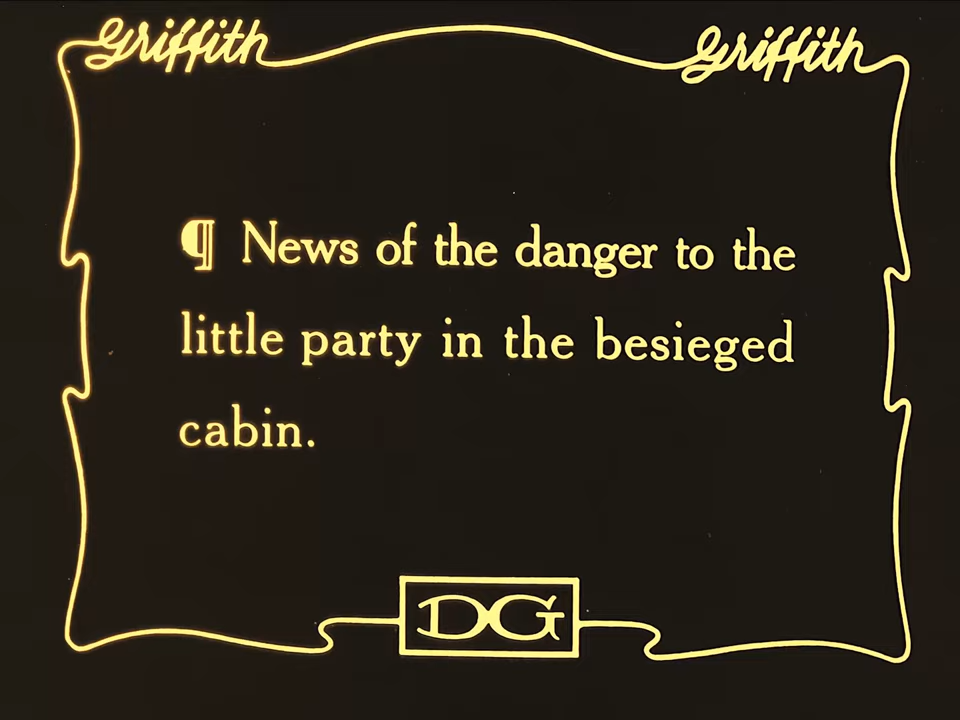 Griffith Griffith
¶ News of the danger to the
little party in the besieged
cabin.
DG